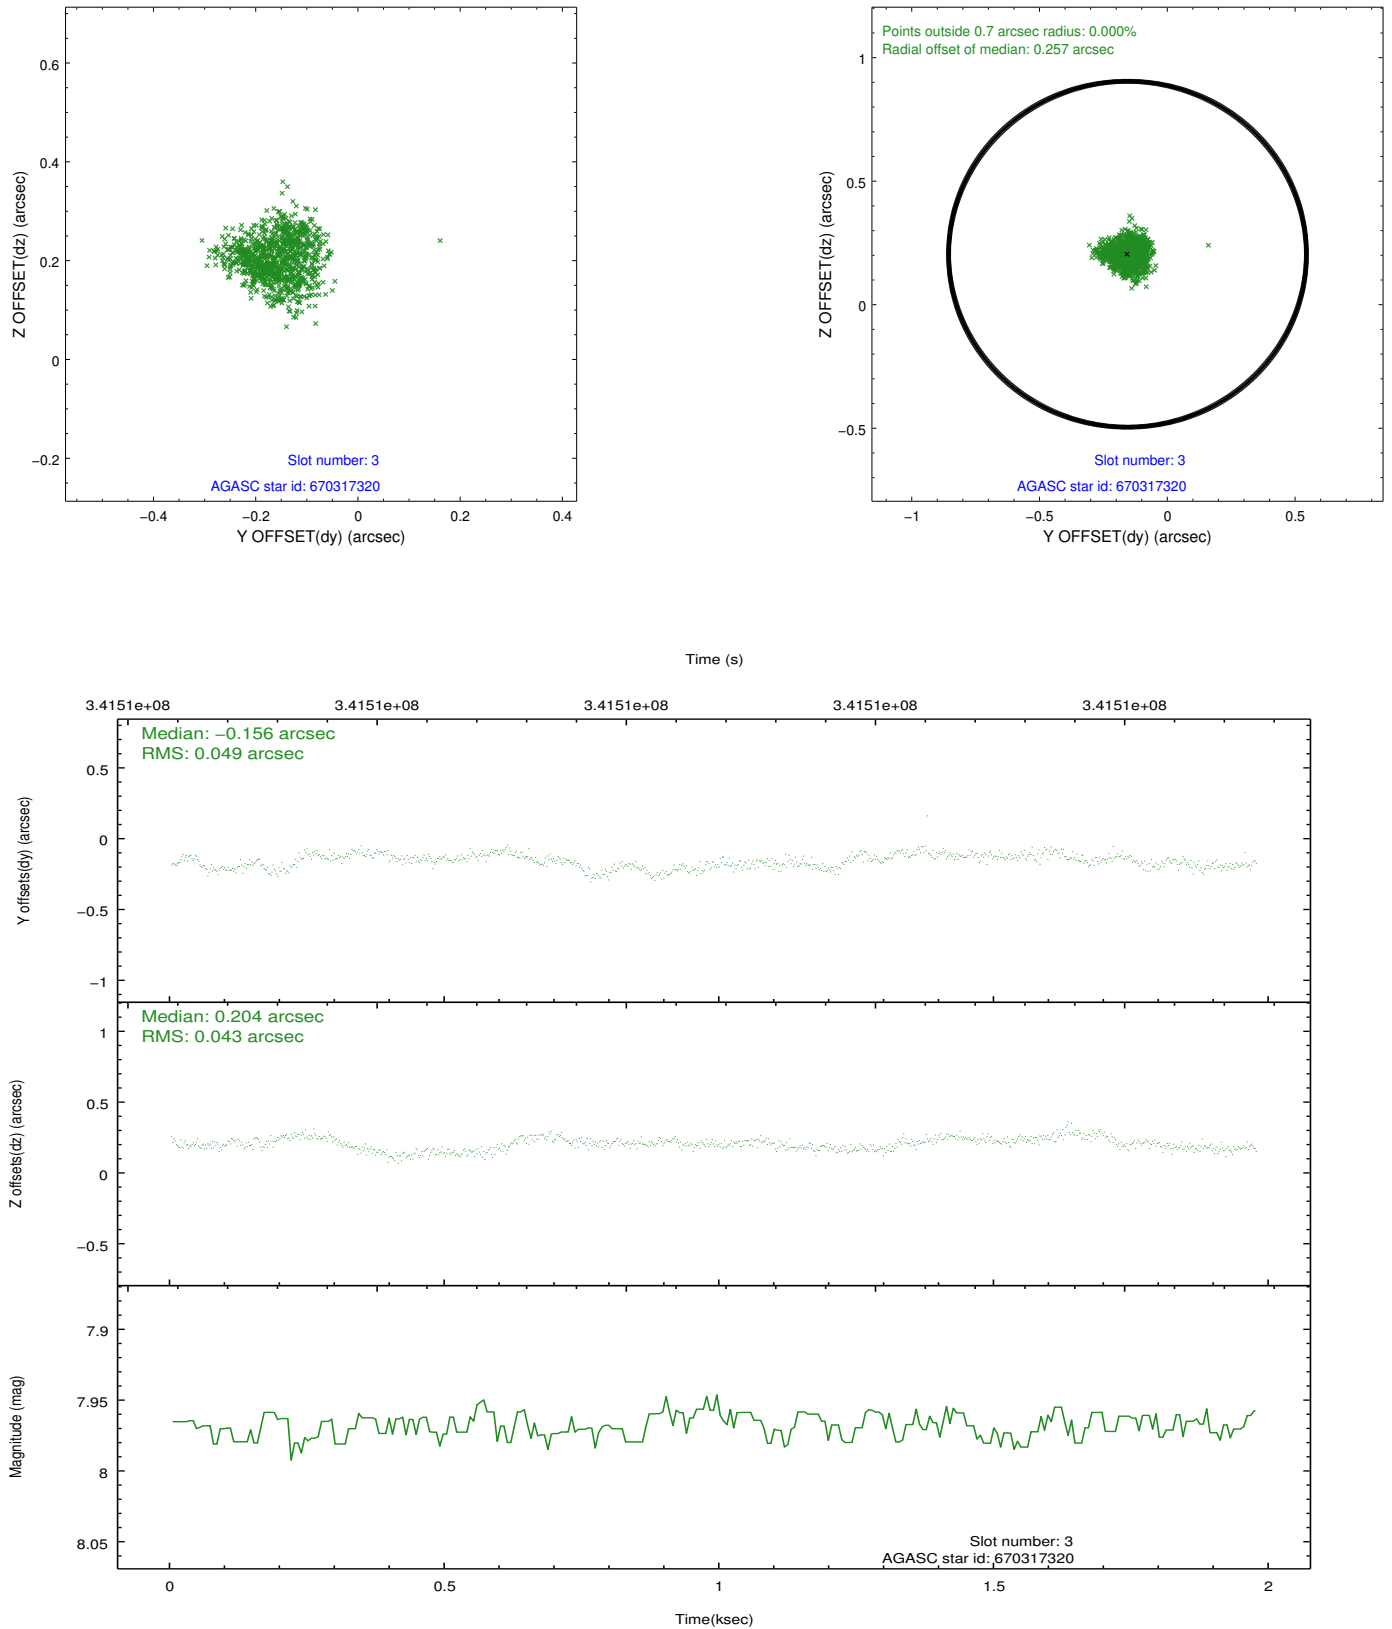 0.6
0.4
0.2
0
−0.2
Z OFFSET(dz) (arcsec)
Slot number: 3
AGASC star id: 670317320
−0.4 −0.2 0 0.2 0.4
Y OFFSET(dy) (arcsec)
Points outside 0.7 arcsec radius: 0.000%
Radial offset of median: 0.257 arcsec
1
0.5
0
−0.5
Z OFFSET(dz) (arcsec)
Slot number: 3
AGASC star id: 670317320
−1 −0.5 0 0.5
Y OFFSET(dy) (arcsec)
Time (s)
3.4151e+08 3.4151e+08 3.4151e+08 3.4151e+08 3.4151e+08
Median: −0.156 arcsec
RMS: 0.049 arcsec
0.5
0
−0.5
−1
Y offsets(dy) (arcsec)
Median: 0.204 arcsec
RMS: 0.043 arcsec
1
0.5
0
−0.5
Z offsets(dz) (arcsec)
7.9
7.95
8
8.05
Magnitude (mag)
Slot number: 3
AGASC star id: 670317320
0 0.5 1 1.5 2
Time(ksec)